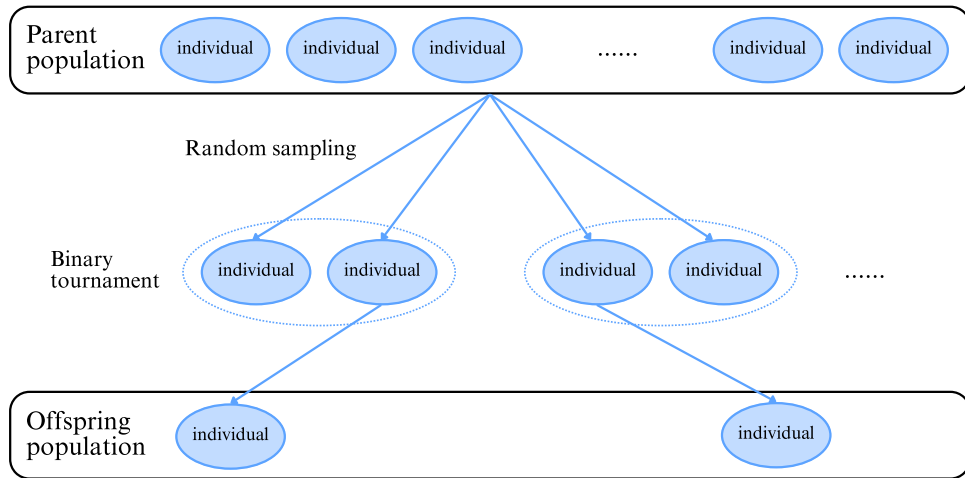 Parent
population
individual individual individual ...... individual individual
Random sampling
Binary
tournament
individual individual individual individual ......
Offspring
population
individual individual